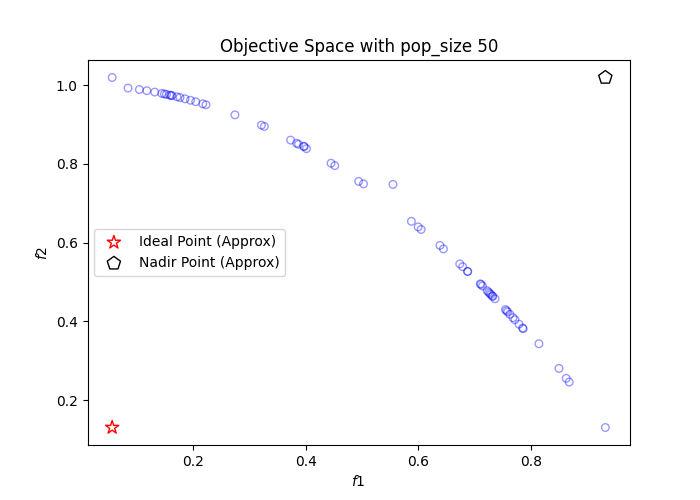 Objective Space with pop_size 50
1.0
0.8
0.6
0.4
0.2
f2
Ideal Point (Approx)
Nadir Point (Approx)
0.2 0.4 0.6 0.8
f1